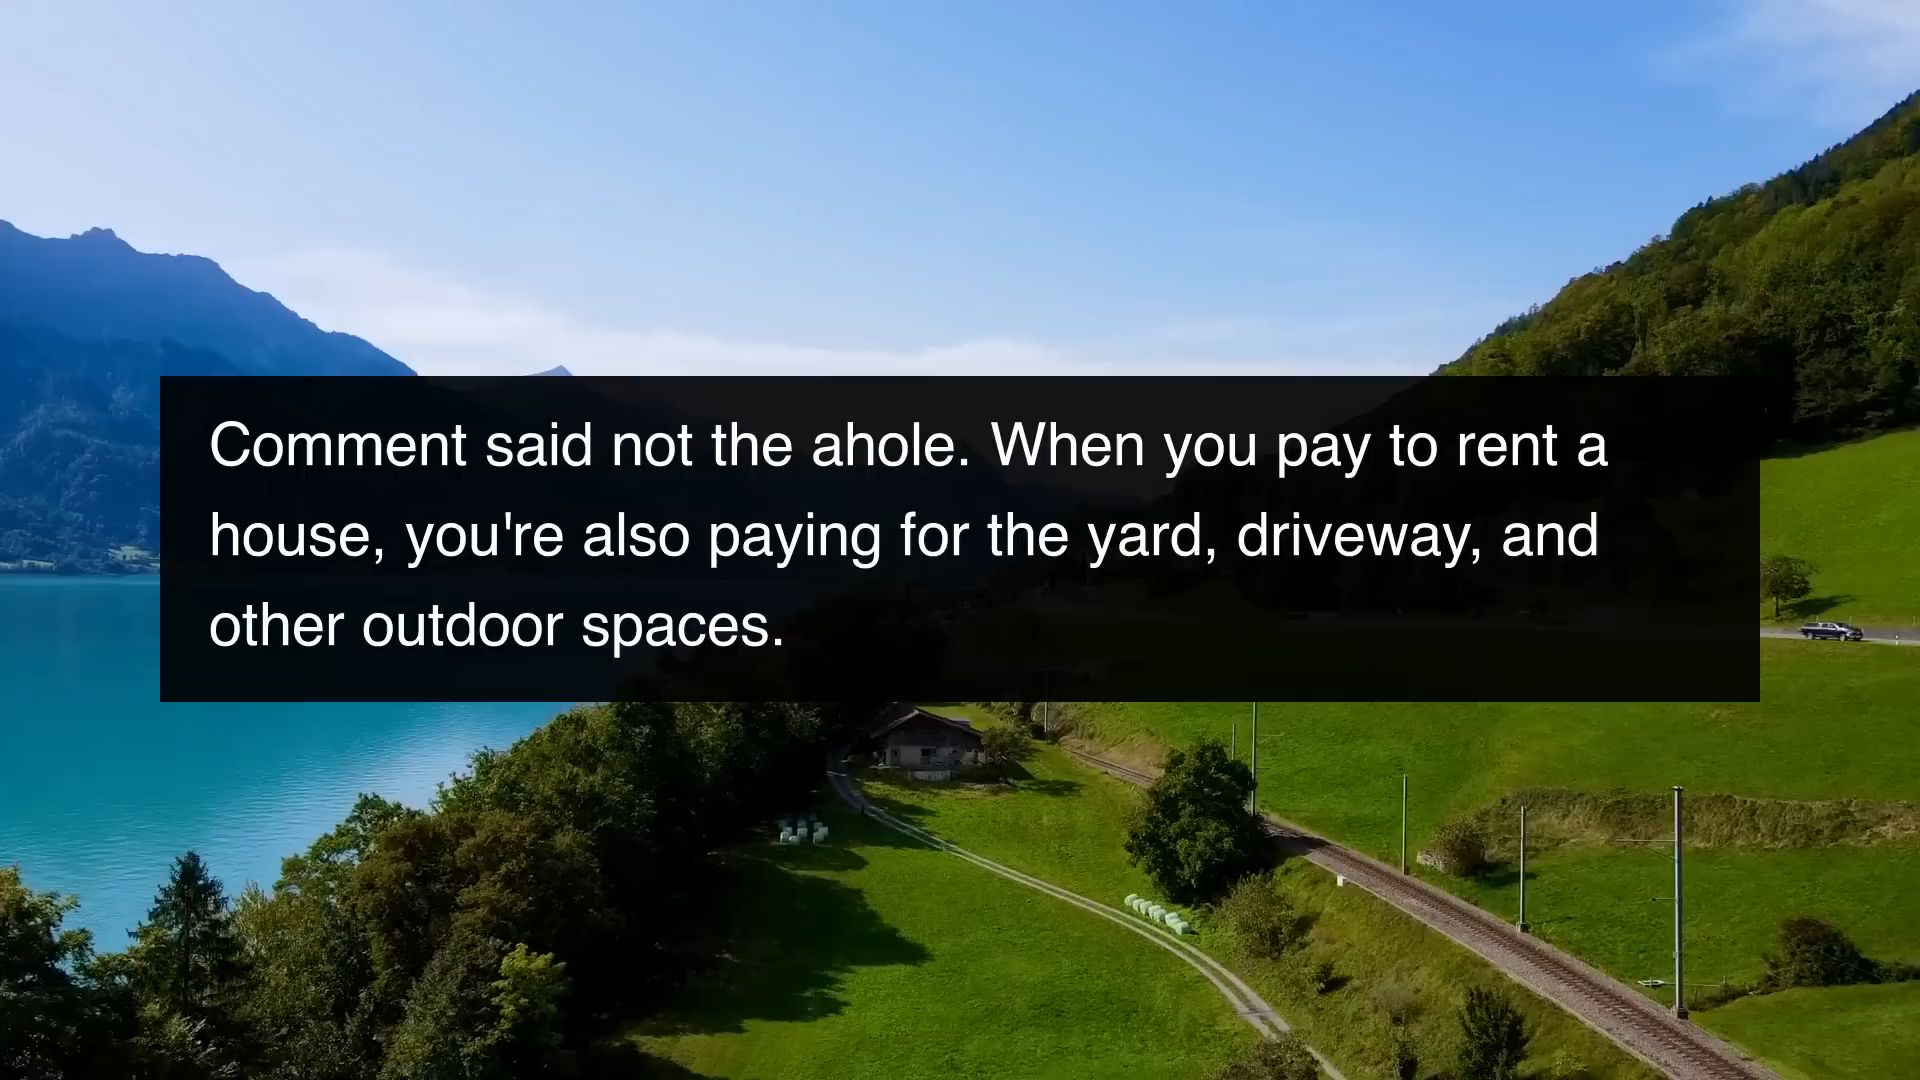 Comment said not the ahole. When you pay to rent a
house, you're also paying for the yard, driveway, and
other outdoor spaces.